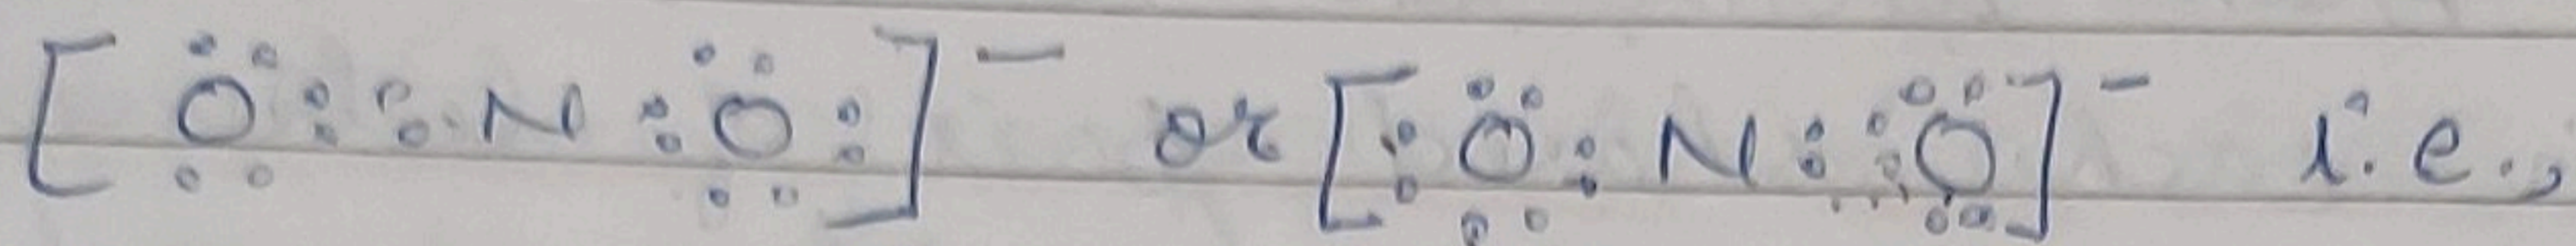 [ Ö :: N : Ö : ]⁻ or [ : Ö : N :: Ö ]⁻ i.e.,